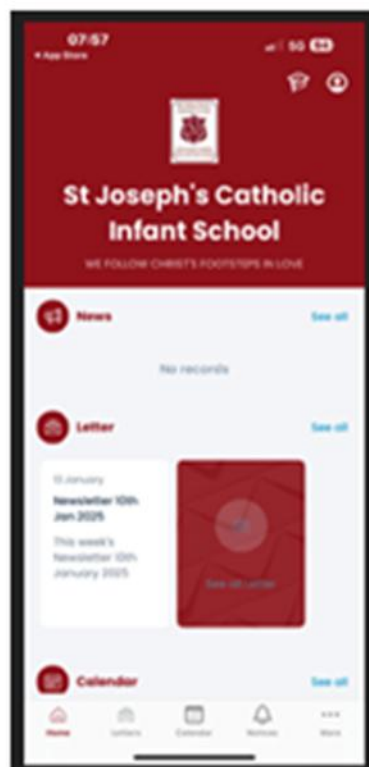 07:57
5G 64
App Store
St Joseph's Catholic
Infant School
WE FOLLOW CHRIST'S FOOTSTEPS IN LOVE
News
See all
No records
Letter
See all
13 January
Newsletter 10th
Jan 2025
This week's
Newsletter 10th
January 2025
See all Letter
Calendar
See all
Home
Letters
Calendar
Notices
More